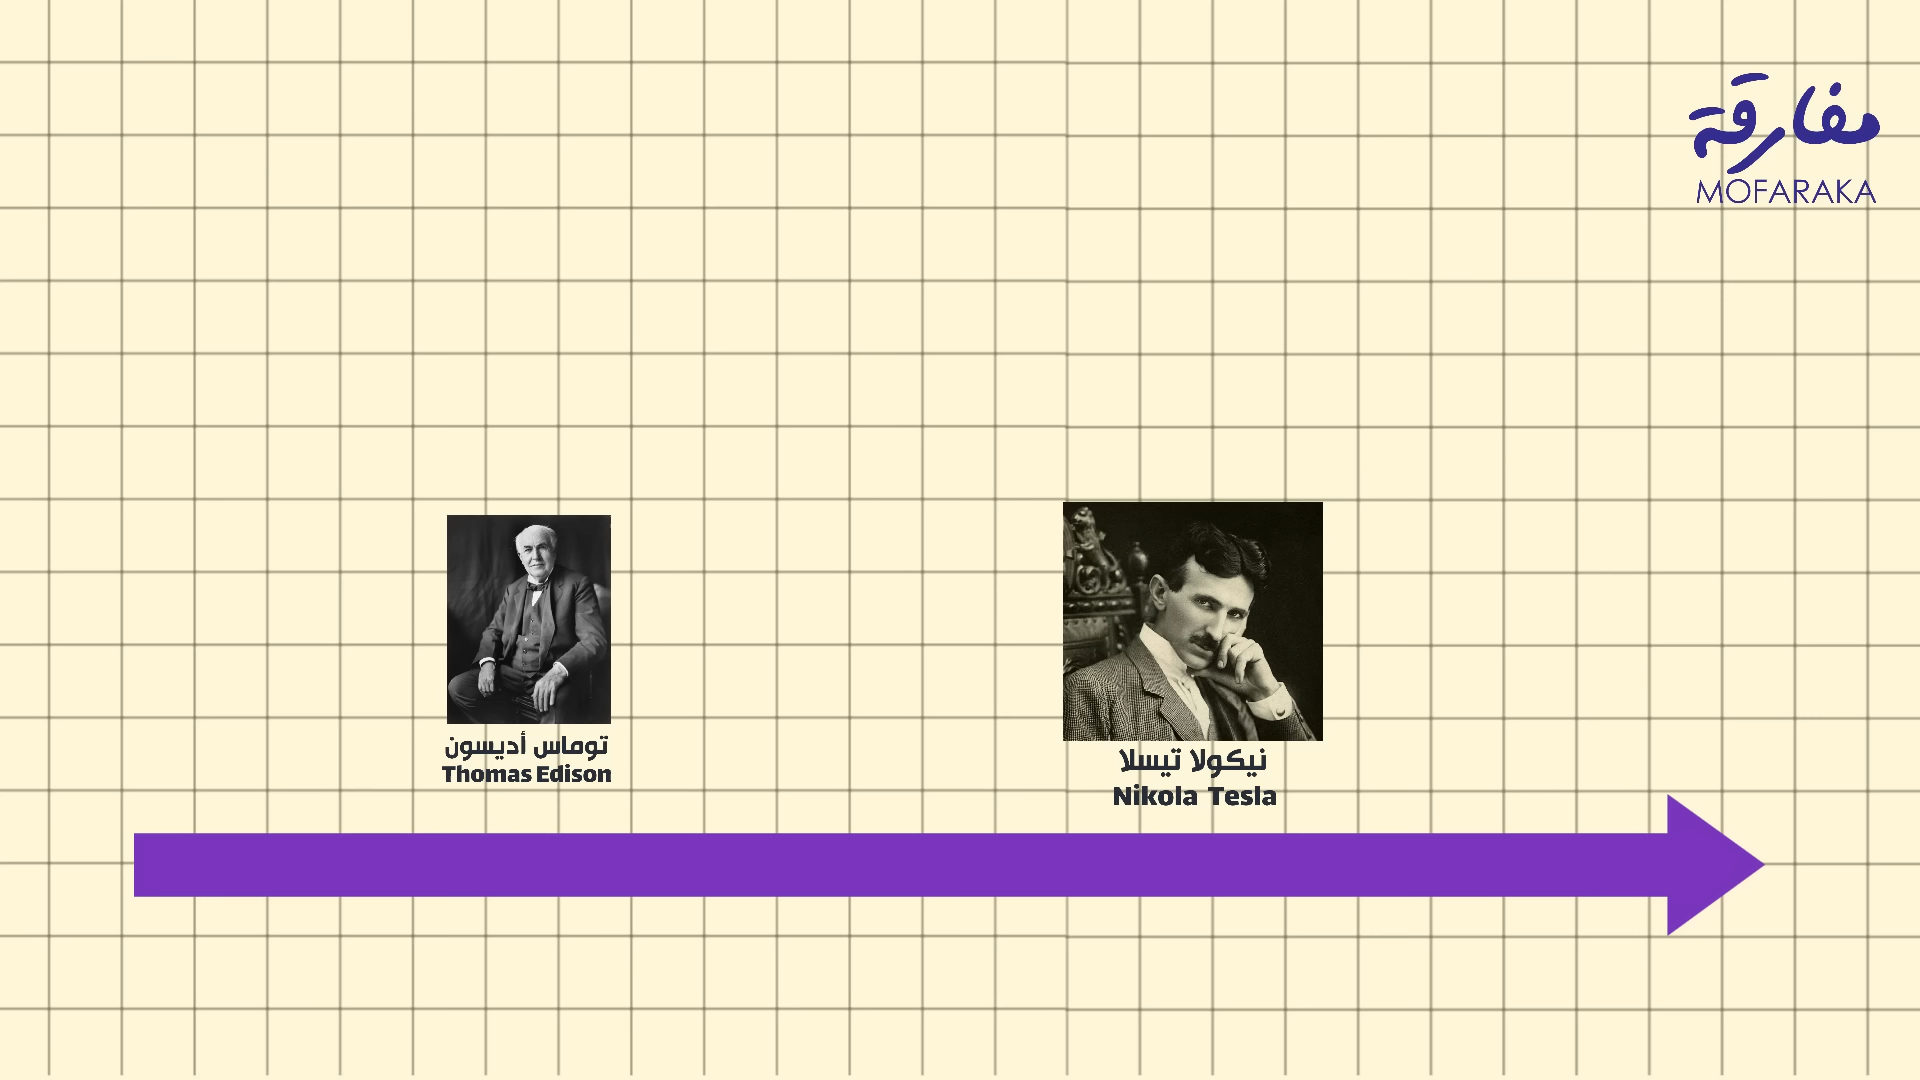 مفارقة
MOFARAKA
توماس أديسون
Thomas Edison
نيكولا تيسلا
Nikola Tesla